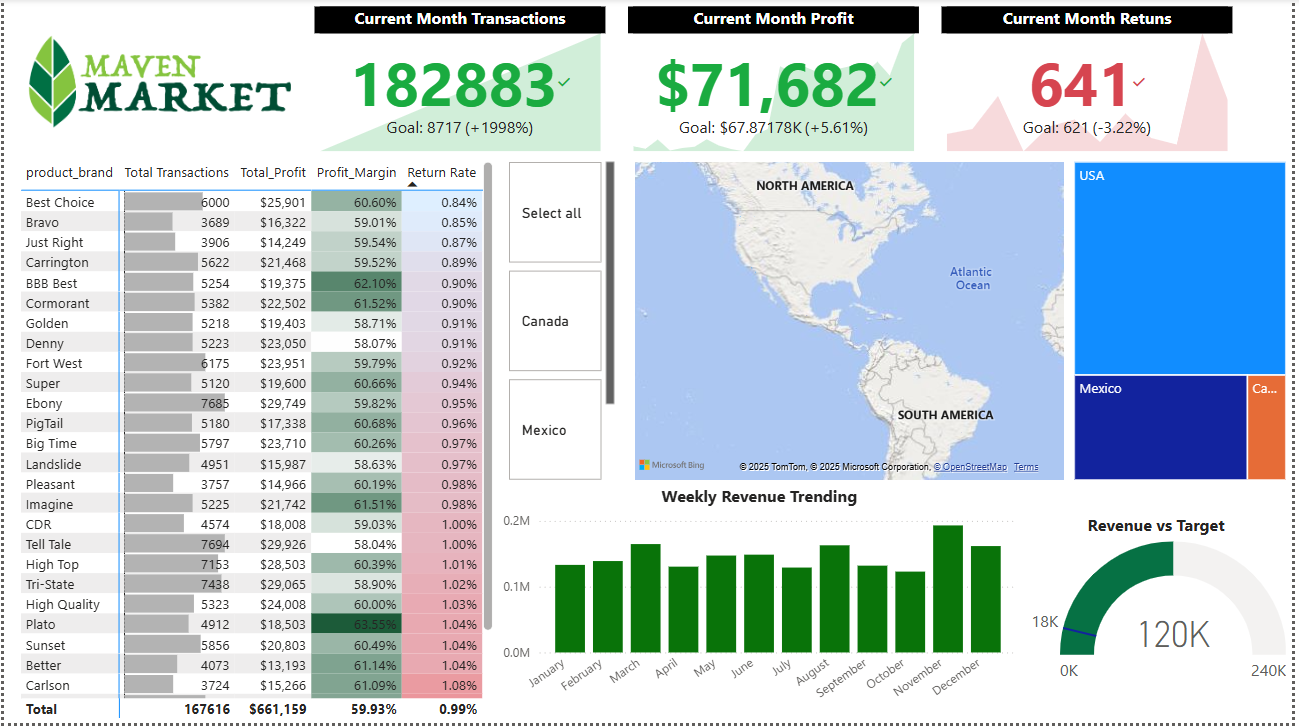 Current Month Transactions
Current Month Profit
Current Month Retuns
MAVEN
MARKET
182883
Goal: 8717 (+1998%)
$71,682
Goal: $67.87178K (+5.61%)
641
Goal: 621 (-3.22%)
product_brand Total Transactions Total_Profit Profit_Margin Return Rate
Best Choice 6000 $25,901 60.60% 0.84%
Bravo 3689 $16,322 59.01% 0.85%
Just Right 3906 $14,249 59.54% 0.87%
Carrington 5622 $21,468 59.52% 0.89%
BBB Best 5254 $19,375 62.10% 0.90%
Cormorant 5382 $22,502 61.52% 0.90%
Golden 5218 $19,403 58.71% 0.91%
Denny 5223 $23,050 58.07% 0.91%
Fort West 6175 $23,951 59.79% 0.92%
Super 5120 $19,600 60.66% 0.94%
Ebony 7685 $29,749 59.82% 0.95%
PigTail 5180 $17,338 60.68% 0.96%
Big Time 5797 $23,710 60.26% 0.97%
Landslide 4951 $15,987 58.63% 0.97%
Pleasant 3757 $14,966 60.19% 0.98%
Imagine 5225 $21,742 61.51% 0.98%
CDR 4574 $18,008 59.03% 1.00%
Tell Tale 7694 $29,926 58.04% 1.00%
High Top 7153 $28,503 60.39% 1.01%
Tri-State 7438 $29,065 58.90% 1.02%
High Quality 5323 $24,008 60.00% 1.03%
Plato 4912 $18,503 63.55% 1.04%
Sunset 5856 $20,803 60.49% 1.04%
Better 4073 $13,193 61.14% 1.04%
Carlson 3724 $15,266 61.09% 1.08%
Total 167616 $661,159 59.93% 0.99%
Select all
Canada
Mexico
NORTH AMERICA
Atlantic
Ocean
SOUTH AMERICA
Microsoft Bing
© 2025 TomTom, © 2025 Microsoft Corporation, © OpenStreetMap Terms
USA
Mexico
Ca...
Weekly Revenue Trending
0.2M
0.1M
0.0M
January
February
March
April
May
June
July
August
September
October
November
December
Revenue vs Target
18K
120K
0K
240K